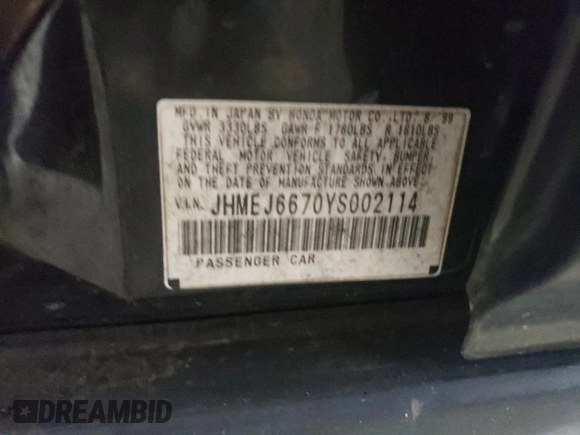 MFD. IN JAPAN BY HONDA MOTOR CO.,LTD. 8/99
GVWR 3330LBS GAWR F 1760LBS R 1610LBS
THIS VEHICLE CONFORMS TO ALL APPLICABLE
FEDERAL MOTOR VEHICLE SAFETY, BUMPER,
AND THEFT PREVENTION STANDARDS IN EFFECT
ON THE DATE OF MANUFACTURE SHOWN ABOVE.
V.I.N. JHMEJ6670YS002114
PASSENGER CAR
DREAMBID